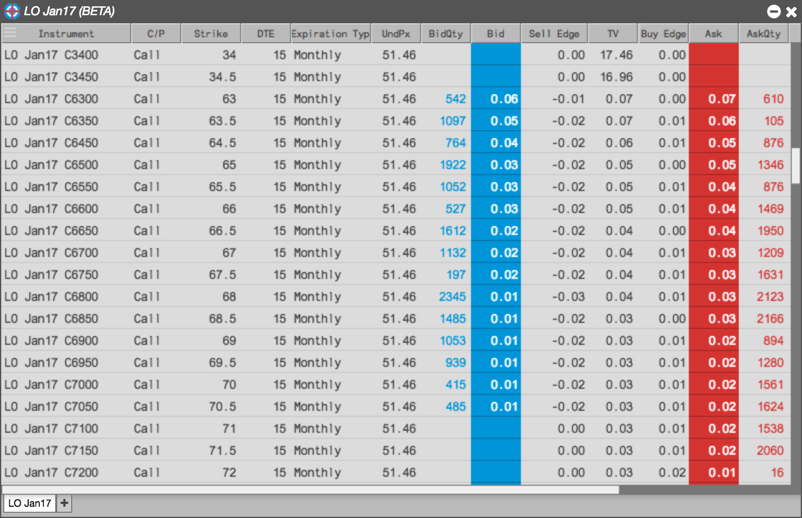 LO Jan17 (BETA)
Instrument C/P Strike DTE Expiration Typ UndPx BidQty Bid Sell Edge TV Buy Edge Ask AskQty
LO Jan17 C3400 Call 34 15 Monthly 51.46 0.00 17.46 0.00
LO Jan17 C3450 Call 34.5 15 Monthly 51.46 0.00 16.96 0.00
LO Jan17 C6300 Call 63 15 Monthly 51.46 542 0.06 -0.01 0.07 0.00 0.07 610
LO Jan17 C6350 Call 63.5 15 Monthly 51.46 1097 0.05 -0.02 0.07 0.01 0.06 105
LO Jan17 C6450 Call 64.5 15 Monthly 51.46 764 0.04 -0.02 0.06 0.01 0.05 876
LO Jan17 C6500 Call 65 15 Monthly 51.46 1922 0.03 -0.02 0.05 0.00 0.05 1346
LO Jan17 C6550 Call 65.5 15 Monthly 51.46 1052 0.03 -0.02 0.05 0.01 0.04 876
LO Jan17 C6600 Call 66 15 Monthly 51.46 527 0.03 -0.02 0.05 0.01 0.04 1469
LO Jan17 C6650 Call 66.5 15 Monthly 51.46 1612 0.02 -0.02 0.04 0.00 0.04 1950
LO Jan17 C6700 Call 67 15 Monthly 51.46 1132 0.02 -0.02 0.04 0.01 0.03 1209
LO Jan17 C6750 Call 67.5 15 Monthly 51.46 197 0.02 -0.02 0.04 0.01 0.03 1631
LO Jan17 C6800 Call 68 15 Monthly 51.46 2345 0.01 -0.03 0.04 0.01 0.03 2123
LO Jan17 C6850 Call 68.5 15 Monthly 51.46 1485 0.01 -0.02 0.03 0.00 0.03 2166
LO Jan17 C6900 Call 69 15 Monthly 51.46 1053 0.01 -0.02 0.03 0.01 0.02 894
LO Jan17 C6950 Call 69.5 15 Monthly 51.46 939 0.01 -0.02 0.03 0.01 0.02 1280
LO Jan17 C7000 Call 70 15 Monthly 51.46 415 0.01 -0.02 0.03 0.01 0.02 1561
LO Jan17 C7050 Call 70.5 15 Monthly 51.46 485 0.01 -0.02 0.03 0.01 0.02 1624
LO Jan17 C7100 Call 71 15 Monthly 51.46 0.00 0.03 0.01 0.02 1538
LO Jan17 C7150 Call 71.5 15 Monthly 51.46 0.00 0.03 0.01 0.02 2060
LO Jan17 C7200 Call 72 15 Monthly 51.46 0.00 0.03 0.02 0.01 16
LO Jan17 +